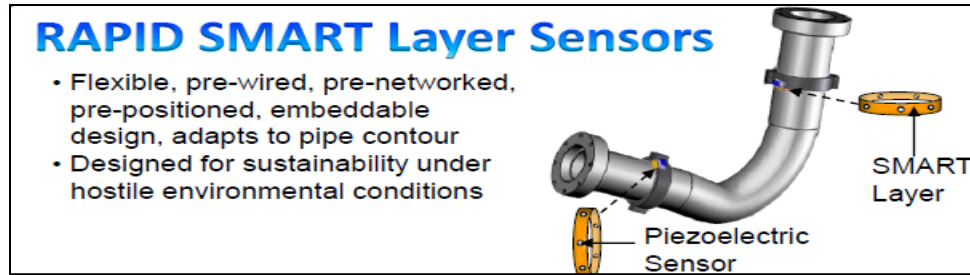 RAPID SMART Layer Sensors
• Flexible, pre-wired, pre-networked,
pre-positioned, embeddable
design, adapts to pipe contour
• Designed for sustainability under
hostile environmental conditions
SMART
Layer
Piezoelectric
Sensor